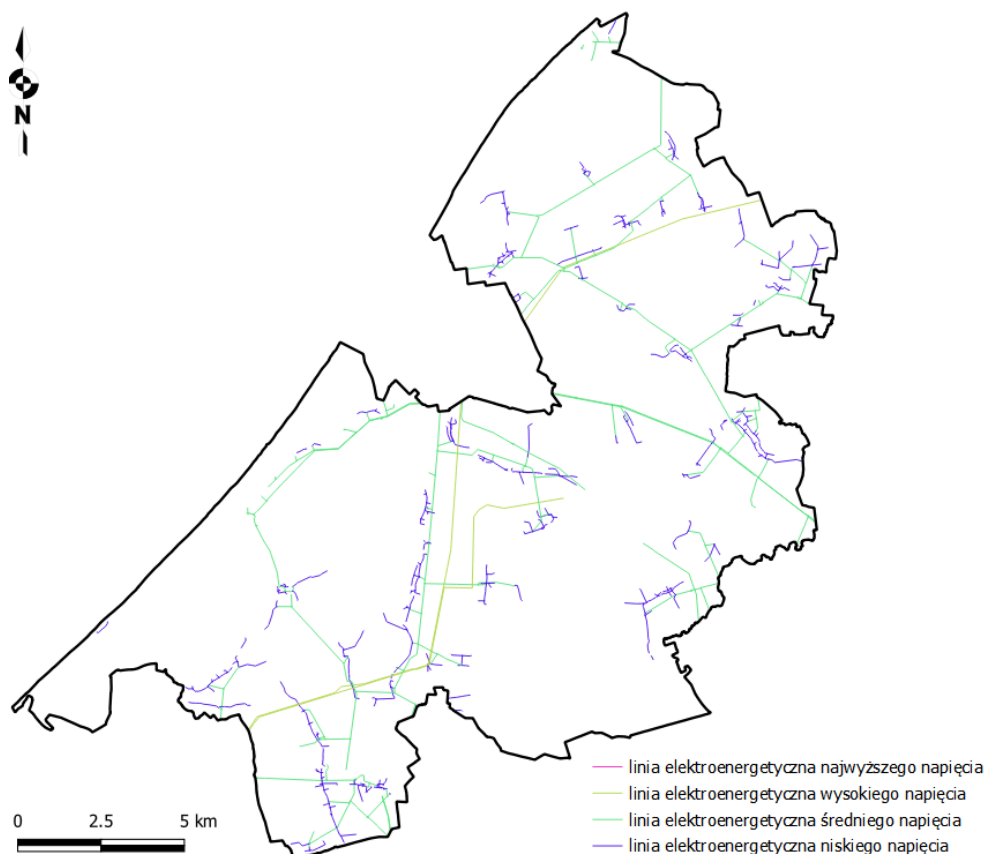 N
linia elektroenergetyczna najwyższego napięcia
linia elektroenergetyczna wysokiego napięcia
linia elektroenergetyczna średniego napięcia
linia elektroenergetyczna niskiego napięcia
0 2.5 5 km